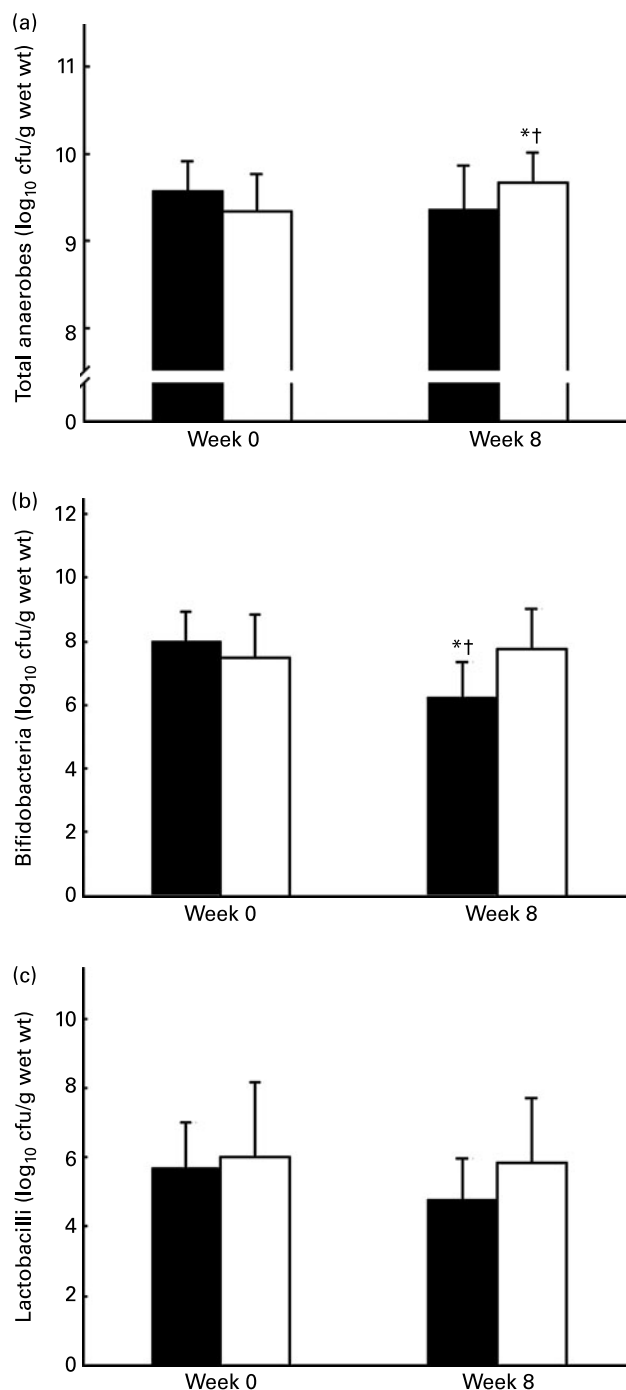 (a)
Total anaerobes (log10 cfu/g wet wt)
11
10
9
8
0
*†
Week 0 Week 8
(b)
Bifidobacteria (log10 cfu/g wet wt)
12
10
8
6
4
2
0
*†
Week 0 Week 8
(c)
Lactobacilli (log10 cfu/g wet wt)
10
8
6
4
2
0
Week 0 Week 8